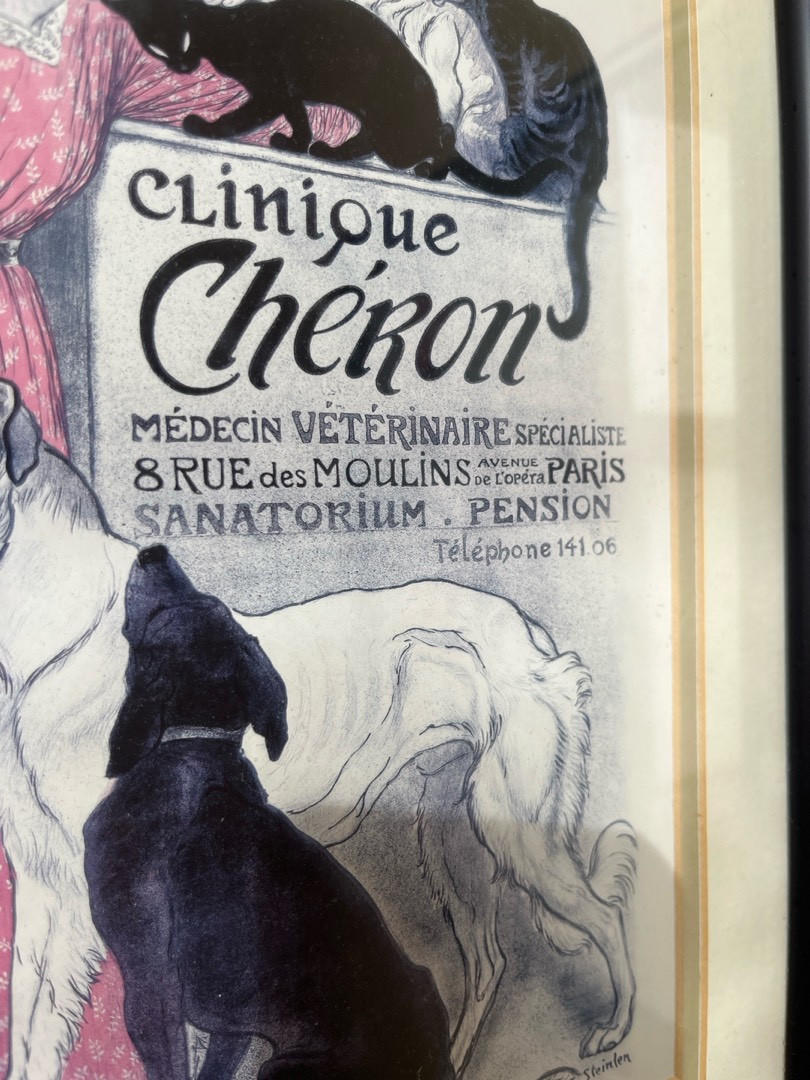 CLiniQue
ChéRon
MÉDECiN VÉTÉRiNAiRE SPÉCiALiSTE
8 RUE des MOULiNS AVENUE DE L'Opéra PARiS
SANATORiUM . PENSiON
Téléphone 141.06
Steinlen